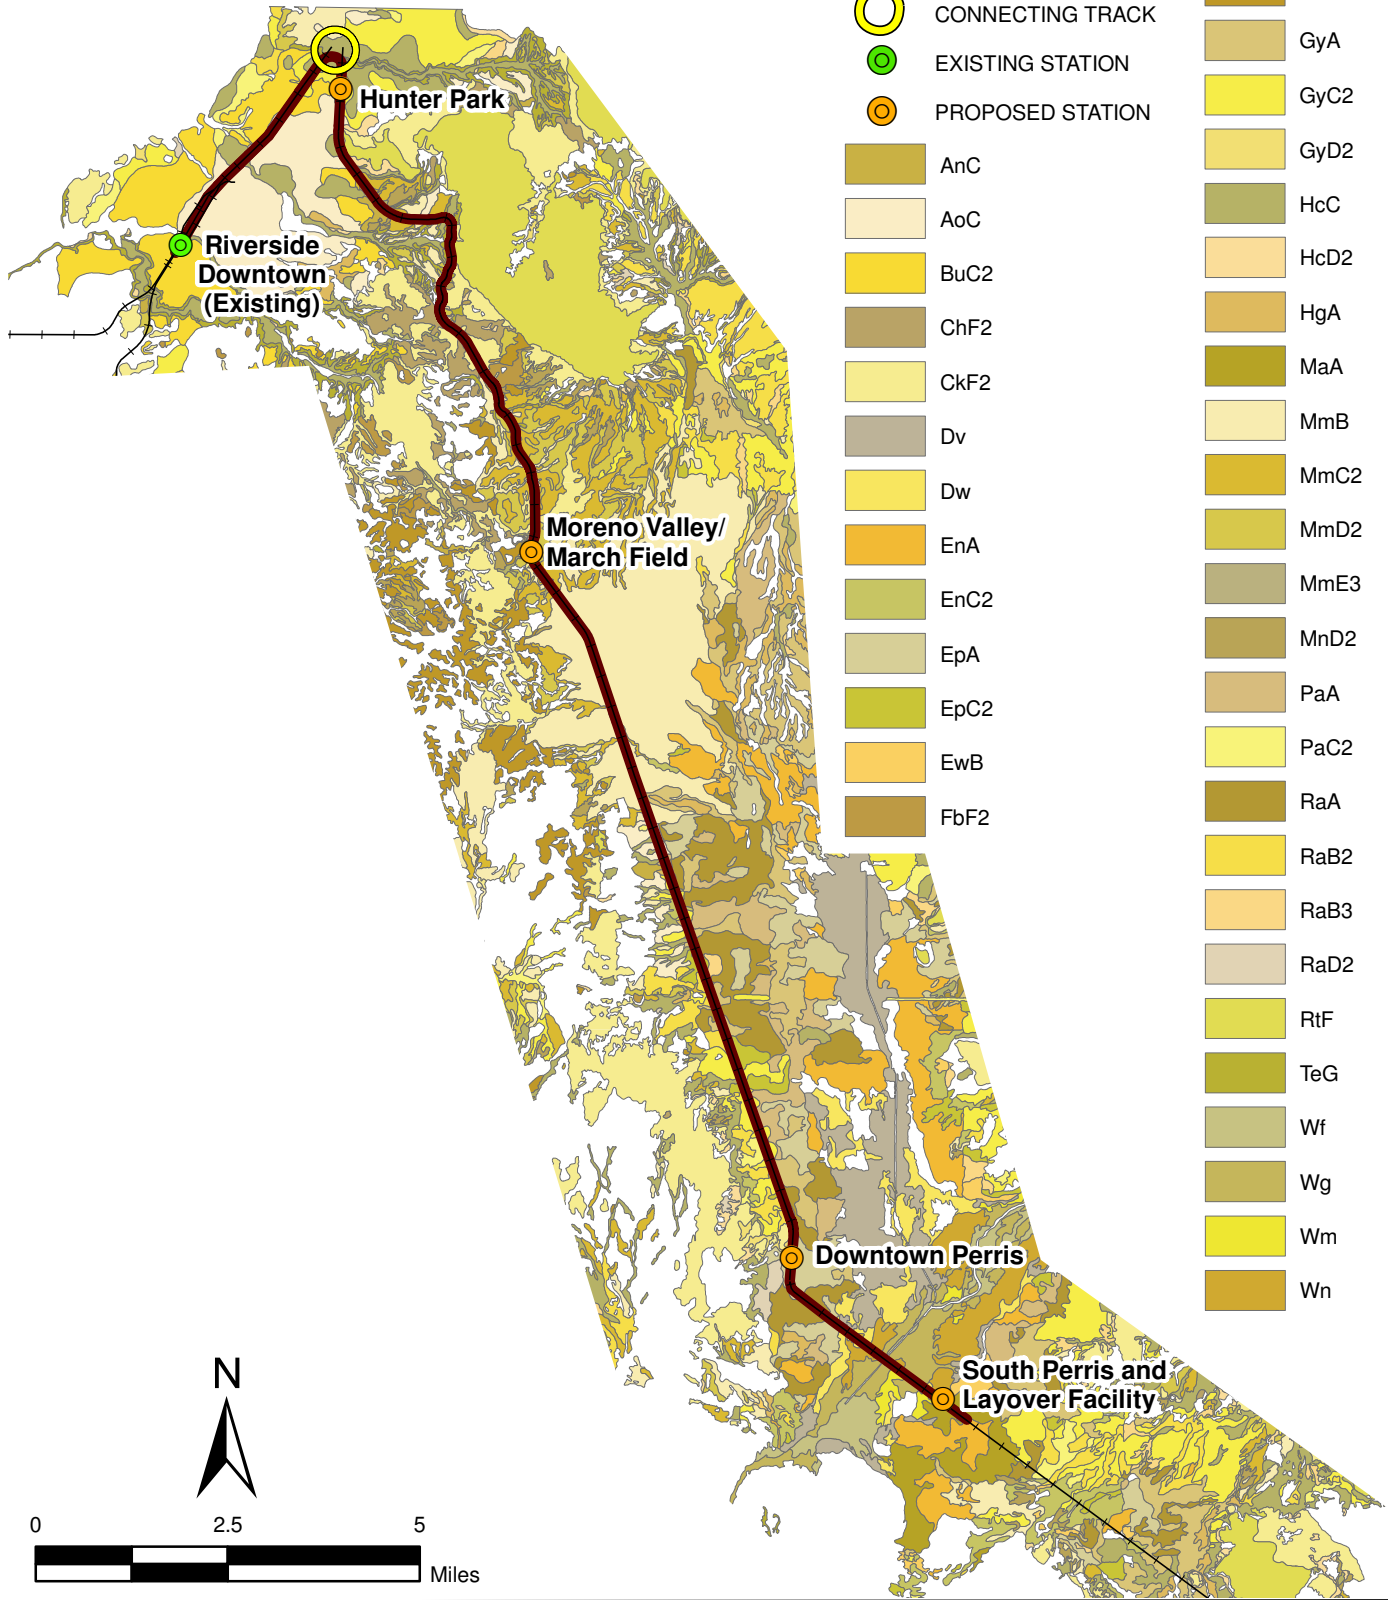 CONNECTING TRACK
EXISTING STATION
PROPOSED STATION
AnC
AoC
BuC2
ChF2
CkF2
Dv
Dw
EnA
EnC2
EpA
EpC2
EwB
FbF2
GyA
GyC2
GyD2
HcC
HcD2
HgA
MaA
MmB
MmC2
MmD2
MmE3
MnD2
PaA
PaC2
RaA
RaB2
RaB3
RaD2
RtF
TeG
Wf
Wg
Wm
Wn
Hunter Park
Riverside
Downtown
(Existing)
Moreno Valley/
March Field
Downtown Perris
South Perris and
Layover Facility
N
0 2.5 5
Miles